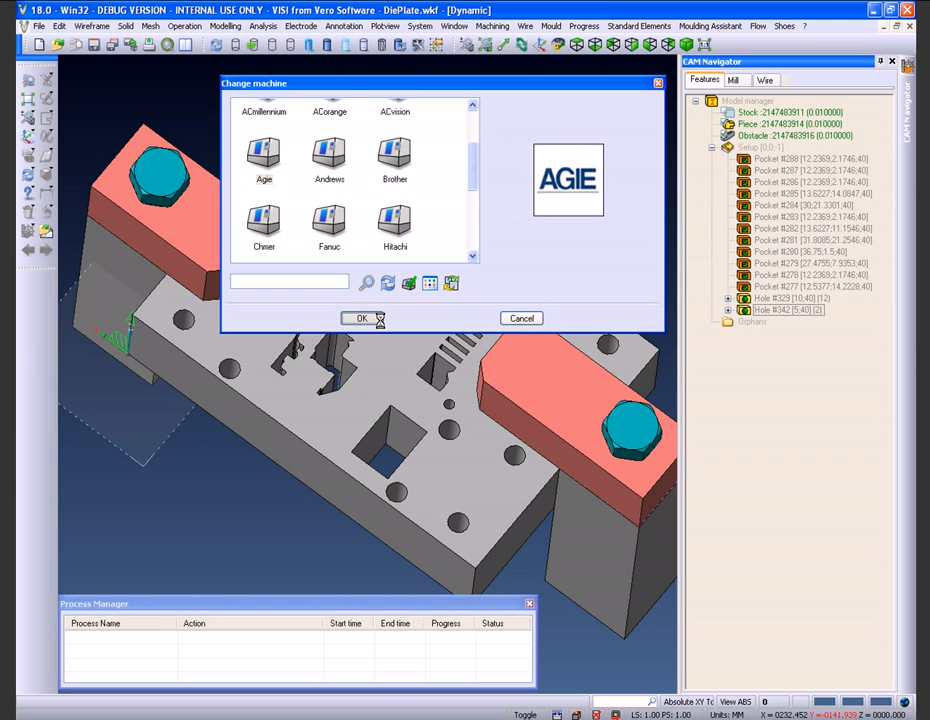 18.0 - Win32 - DEBUG VERSION - INTERNAL USE ONLY - VISI from Vero Software - DiePlate.wkf - [Dynamic]
File Edit Wireframe Solid Mesh Operation Modelling Analysis Electrode Annotation Plotview System Window Machining Wire Mould Progress Standard Elements Moulding Assistant Flow Shoes ?
CAM Navigator
Features Mill Wire
Model manager
Stock :2147483911 (0.010000)
Piece :2147483914 (0.010000)
Obstacle :2147483916 (0.010000)
Setup [0;0;-1]
Pocket #288 [12.2369;2.1746;40]
Pocket #287 [12.2369;2.1746;40]
Pocket #286 [12.2369;2.1746;40]
Pocket #285 [13.6227;14.0847;40]
Pocket #284 [30;21.3301;40]
Pocket #283 [12.2369;2.1746;40]
Pocket #282 [13.6227;11.1546;40]
Pocket #281 [31.8085;21.2546;40]
Pocket #280 [36.75;1.5;40]
Pocket #279 [27.4755;7.9353;40]
Pocket #278 [12.2369;2.1746;40]
Pocket #277 [12.5377;14.2228;40]
Hole #329 [10;40] (12)
Hole #342 [5;40] (2)
Orphans
CAM Navigator
Change machine
ACmillennium ACorange ACvision
Agie Andrews Brother
Chmer Fanuc Hitachi
AGIE
OK Cancel
Process Manager
Process Name Action Start time End time Progress Status
Absolute XY To View ABS 0
Toggle LS: 1.00 PS: 1.00 Units: MM X = 0232.452 Y =-0141.939 Z = 0000.000